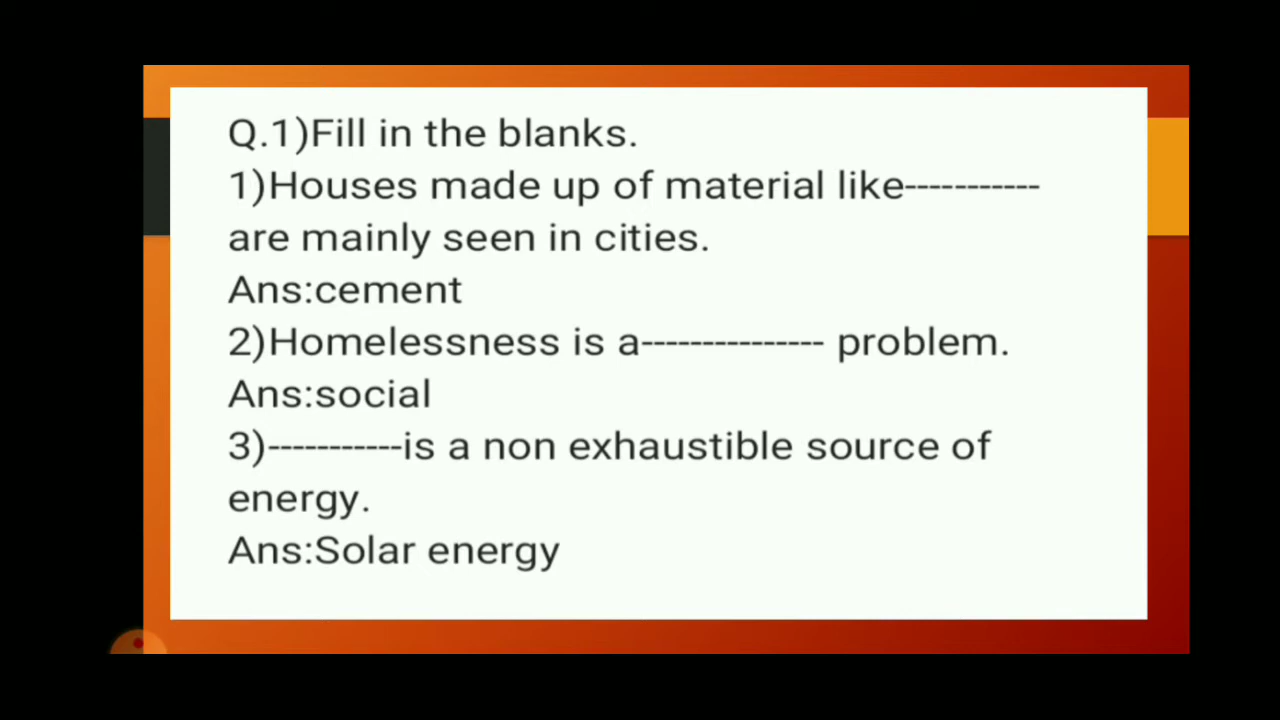 Q.1)Fill in the blanks.
1)Houses made up of material like-----------
are mainly seen in cities.
Ans:cement
2)Homelessness is a--------------- problem.
Ans:social
3)-----------is a non exhaustible source of
energy.
Ans:Solar energy